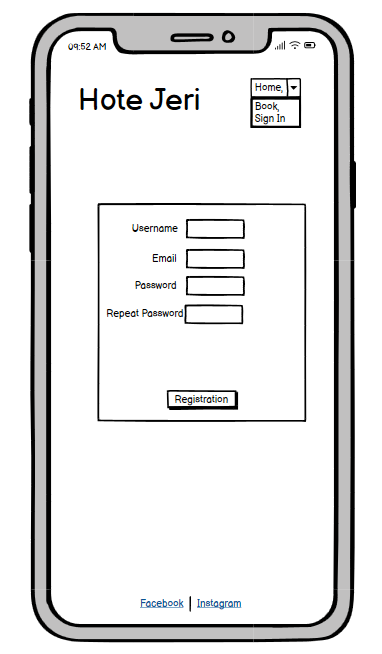 09:52 AM
Hote Jeri
Home,
Book,
Sign In
Username
Email
Password
Repeat Password
Registration
Facebook | Instagram